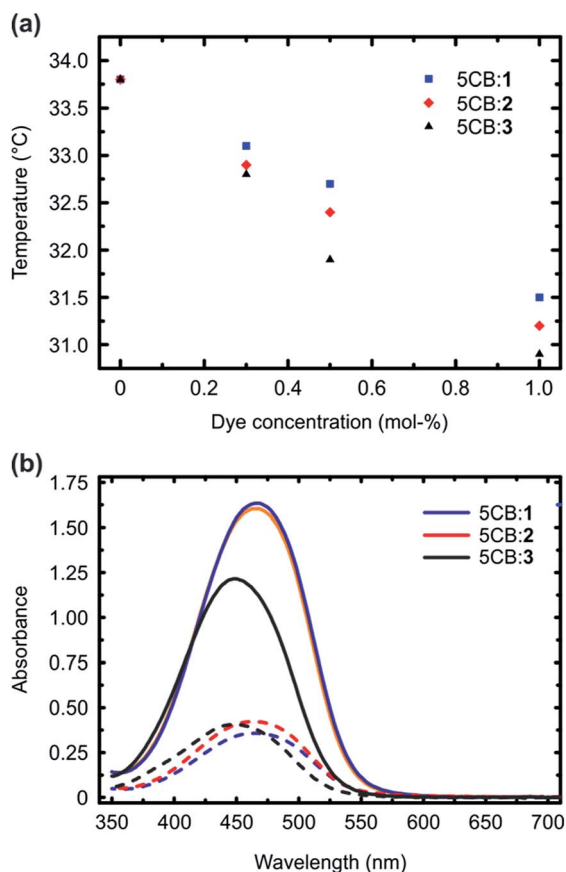 (a)
34.0
33.5
33.0
32.5
32.0
31.5
31.0
Temperature (°C)
5CB:1
5CB:2
5CB:3
0 0.2 0.4 0.6 0.8 1.0
Dye concentration (mol-%)
(b)
1.75
1.50
1.25
1.00
0.75
0.50
0.25
0
Absorbance
5CB:1
5CB:2
5CB:3
350 400 450 500 550 600 650 700
Wavelength (nm)